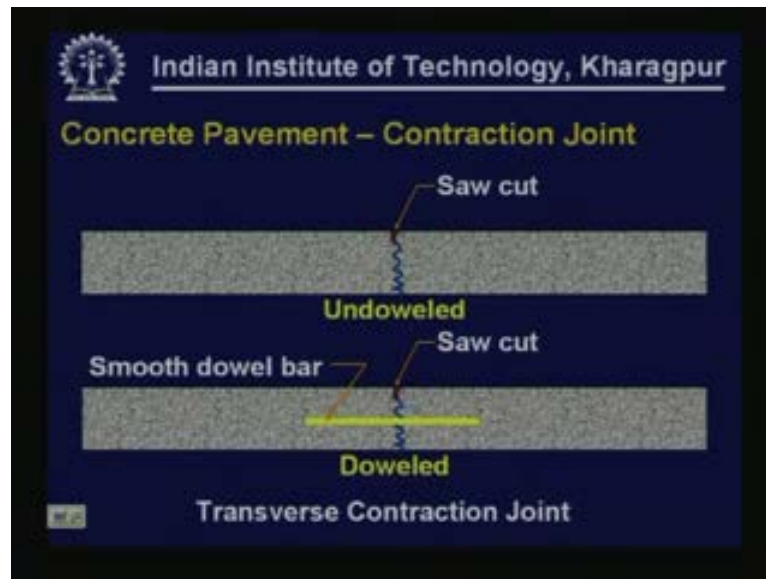 Indian Institute of Technology, Kharagpur
Concrete Pavement – Contraction Joint
Saw cut
Undoweled
Saw cut
Smooth dowel bar
Doweled
Transverse Contraction Joint